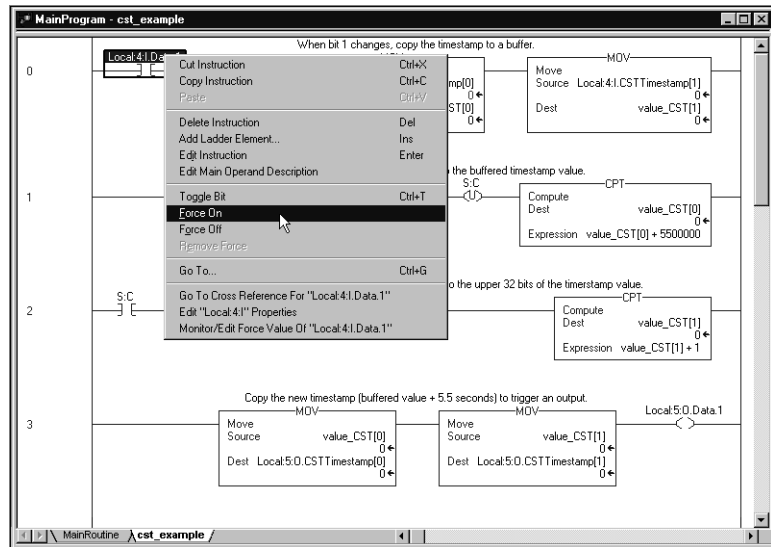 MainProgram - cst_example
When bit 1 changes, copy the timestamp to a buffer.
0
MOV
Move
Source Local:4:I.CSTTimestamp[1]
0
Dest value_CST[1]
0
0
0
Cut Instruction Ctrl+X
Copy Instruction Ctrl+C
Paste Ctrl+V
Delete Instruction Del
Add Ladder Element... Ins
Edit Instruction Enter
Edit Main Operand Description
Toggle Bit Ctrl+T
Force On
Force Off
Remove Force
Go To... Ctrl+G
Go To Cross Reference For "Local:4:I.Data.1"
Edit "Local:4:I" Properties
Monitor/Edit Force Value Of "Local:4:I.Data.1"
the buffered timestamp value.
1
S:C
U
CPT
Compute
Dest value_CST[0]
0
Expression value_CST[0] + 5500000
the upper 32 bits of the timerstamp value.
2
S:C
CPT
Compute
Dest value_CST[1]
0
Expression value_CST[1] + 1
Copy the new timestamp (buffered value + 5.5 seconds) to trigger an output.
3
MOV
Move
Source value_CST[0]
0
Dest Local:5:O.CSTTimestamp[0]
0
MOV
Move
Source value_CST[1]
0
Dest Local:5:O.CSTTimestamp[1]
0
Local:5:O.Data.1
MainRoutine cst_example